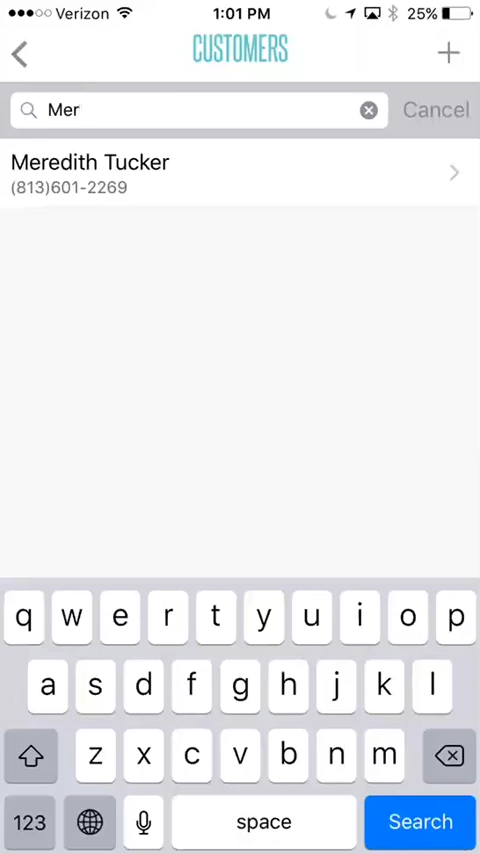 Verizon 1:01 PM 25%
CUSTOMERS
Mer Cancel
Meredith Tucker
(813)601-2269
q w e r t y u i o p
a s d f g h j k l
z x c v b n m
123 space Search